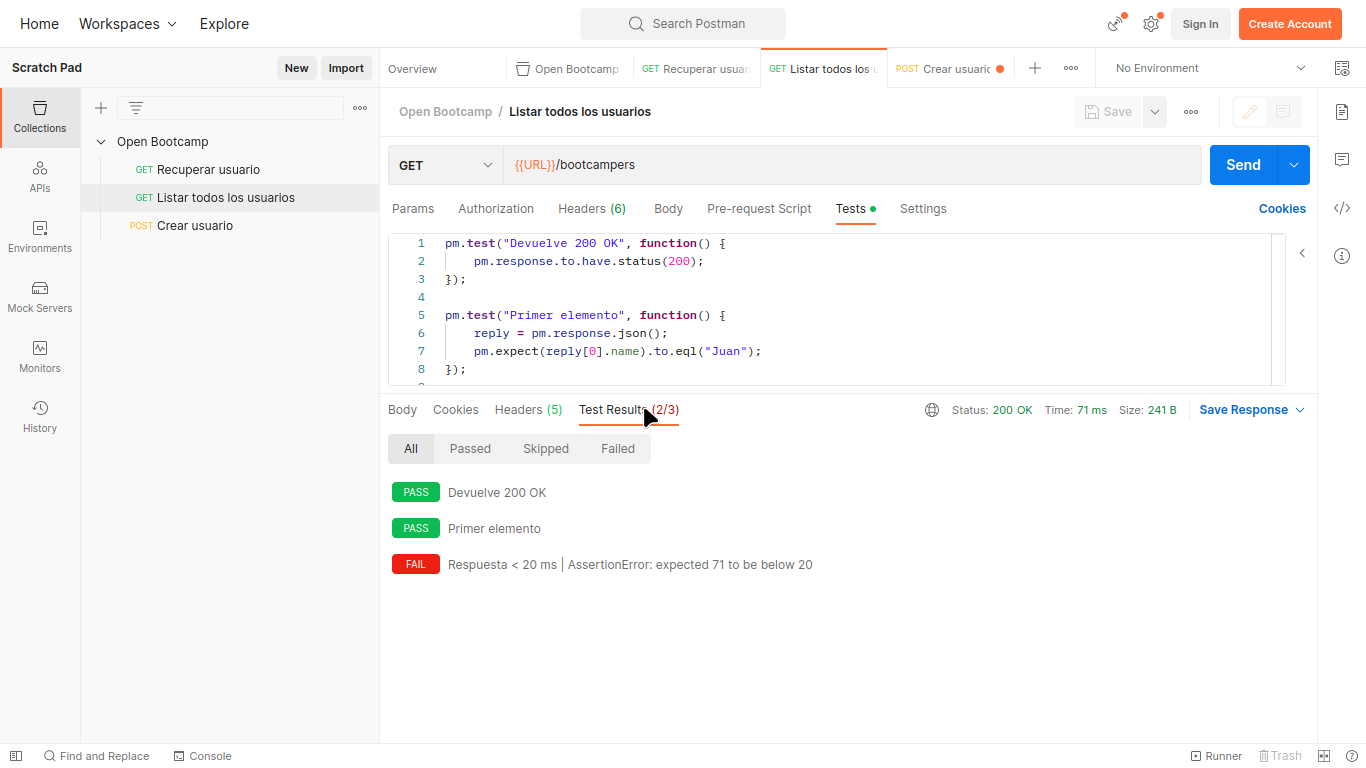 Home Workspaces Explore Search Postman Sign In Create Account
Scratch Pad New Import
Overview Open Bootcamp GET Recuperar usuar GET Listar todos los u POST Crear usuario No Environment
Collections
APIs
Environments
Mock Servers
Monitors
History
Open Bootcamp
GET Recuperar usuario
GET Listar todos los usuarios
POST Crear usuario
Open Bootcamp / Listar todos los usuarios Save
GET {{URL}}/bootcampers Send
Params Authorization Headers (6) Body Pre-request Script Tests Settings Cookies
1 pm.test("Devuelve 200 OK", function() {
2 pm.response.to.have.status(200);
3 });
4
5 pm.test("Primer elemento", function() {
6 reply = pm.response.json();
7 pm.expect(reply[0].name).to.eql("Juan");
8 });
Body Cookies Headers (5) Test Results (2/3) Status: 200 OK Time: 71 ms Size: 241 B Save Response
All Passed Skipped Failed
PASS Devuelve 200 OK
PASS Primer elemento
FAIL Respuesta < 20 ms | AssertionError: expected 71 to be below 20
Find and Replace Console Runner Trash